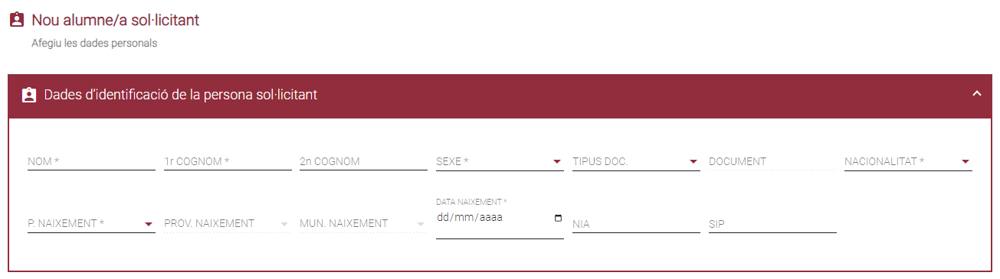 Nou alumne/a sol·licitant
Afegiu les dades personals
Dades d'identificació de la persona sol·licitant
NOM * 1r COGNOM * 2n COGNOM SEXE * TIPUS DOC. DOCUMENT NACIONALITAT *
DATA NAIXEMENT *
P. NAIXEMENT * PROV. NAIXEMENT MUN. NAIXEMENT dd/mm/aaaa NIA SIP